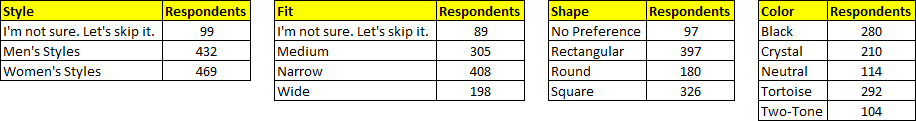 Style Respondents
I'm not sure. Let's skip it. 99
Men's Styles 432
Women's Styles 469
Fit Respondents
I'm not sure. Let's skip it. 89
Medium 305
Narrow 408
Wide 198
Shape Respondents
No Preference 97
Rectangular 397
Round 180
Square 326
Color Respondents
Black 280
Crystal 210
Neutral 114
Tortoise 292
Two-Tone 104